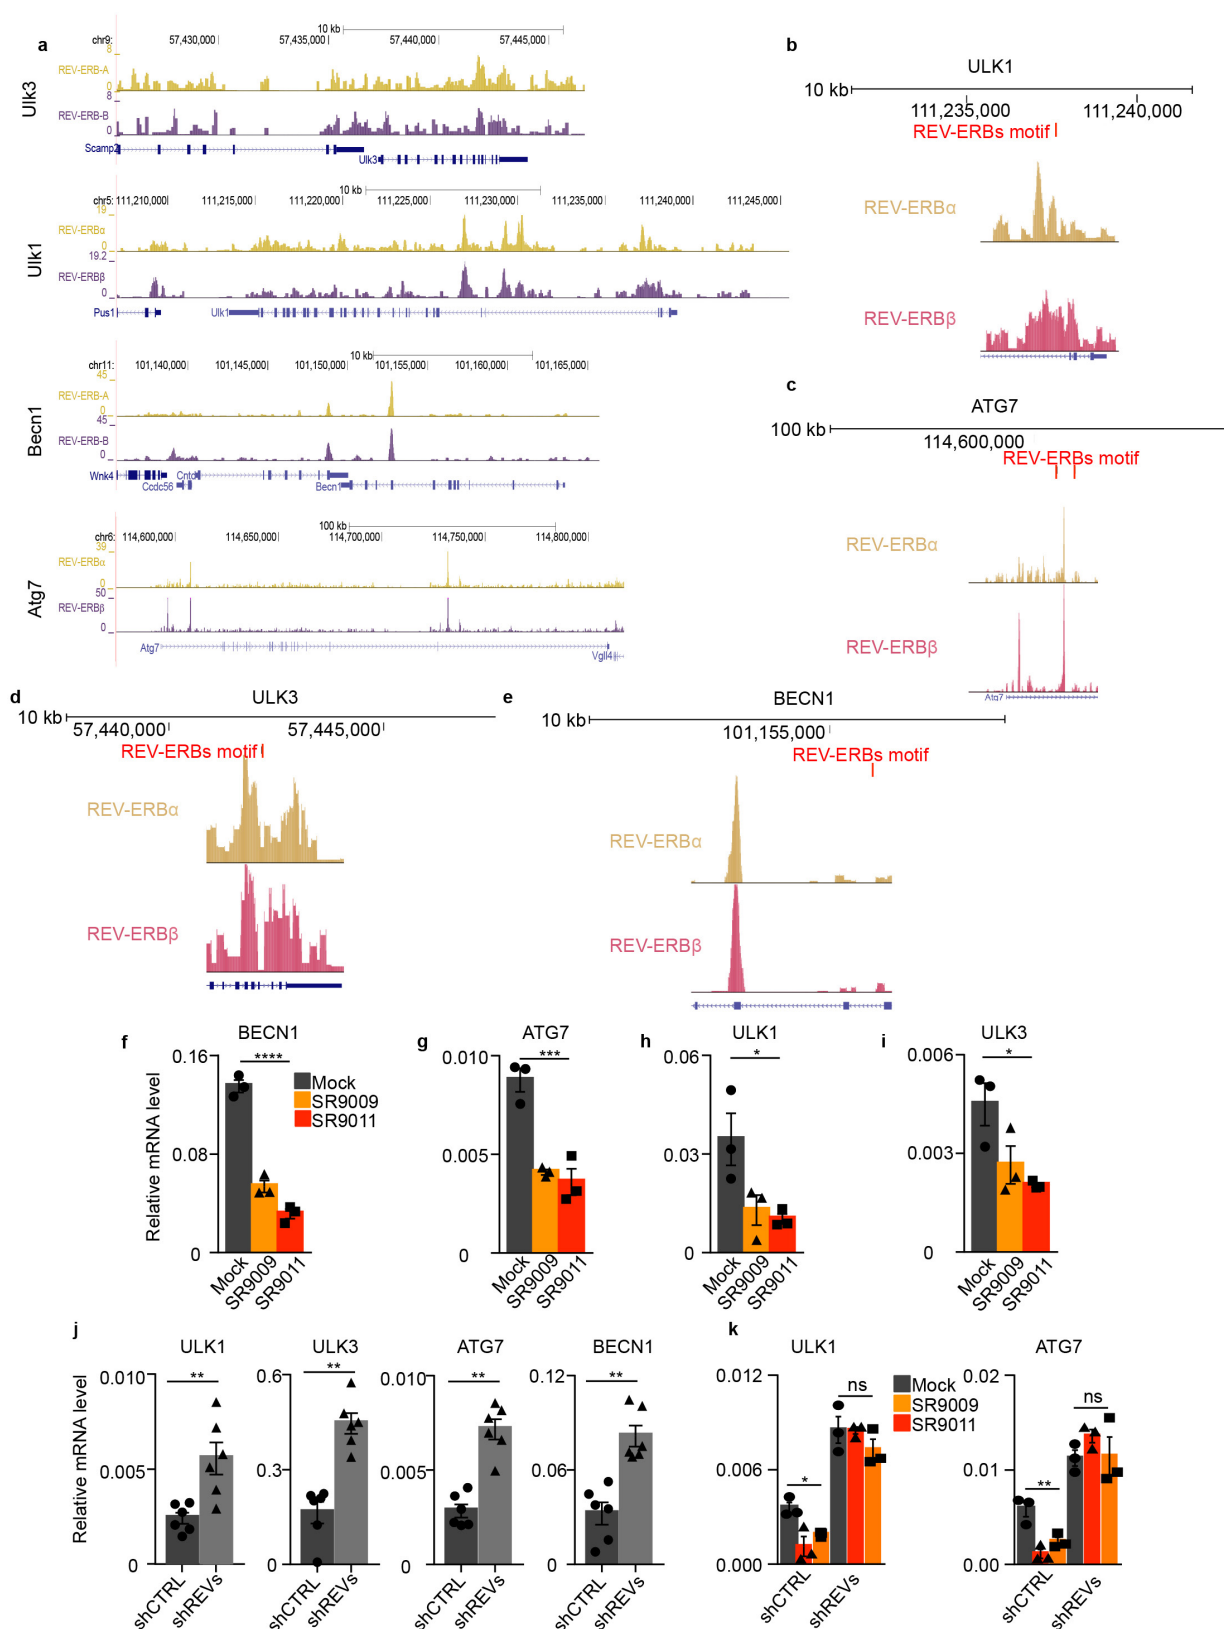 a
10 kb
chr9: 57,430,000 57,435,000 57,440,000 57,445,000
8
REV-ERB-A
0
8
REV-ERB-B
0
Ulk3
Scamp2
Ulk3
10 kb
chr5: 111,210,000 111,215,000 111,220,000 111,225,000 111,230,000 111,235,000 111,240,000 111,245,000
19
REV-ERBα
0
19.2
REV-ERBβ
0
Ulk1
Pus1 Ulk1
10 kb
chr11: 101,140,000 101,145,000 101,150,000 101,155,000 101,160,000 101,165,000
45
REV-ERB-A
0
45
REV-ERB-B
0
Becn1
Wnk4 Cntd
Ccdc56 Becn1
100 kb
chr6: 114,600,000 114,650,000 114,700,000 114,750,000 114,800,000
39
REV-ERBα
0
50
REV-ERBβ
0
Atg7
Atg7
Vgll4
b
ULK1
10 kb
111,235,000 111,240,000
REV-ERBs motif
REV-ERBα
REV-ERBβ
c
ATG7
100 kb
114,600,000
REV-ERBs motif
REV-ERBα
REV-ERBβ
Atg7
d
ULK3
10 kb
57,440,000 57,445,000
REV-ERBs motif
REV-ERBα
REV-ERBβ
e
BECN1
10 kb
101,155,000
REV-ERBs motif
REV-ERBα
REV-ERBβ
f
BECN1
Relative mRNA level
0.16
0.08
0
****
Mock
SR9009
SR9011
Mock
SR9009
SR9011
g
ATG7
0.010
0.005
0
***
Mock
SR9009
SR9011
h
ULK1
0.06
0.03
0
*
Mock
SR9009
SR9011
i
ULK3
0.006
0.003
0
*
Mock
SR9009
SR9011
j
Relative mRNA level
ULK1
0.010
0.005
0
**
shCTRL
shREVs
ULK3
0.6
0.3
0
**
shCTRL
shREVs
ATG7
0.010
0.005
0
**
shCTRL
shREVs
BECN1
0.12
0.06
0
**
shCTRL
shREVs
k
ULK1
0.012
0.006
0.000
*
ns
shCTRL
shREVs
Mock
SR9009
SR9011
ATG7
0.02
0.01
0.00
**
ns
shCTRL
shREVs